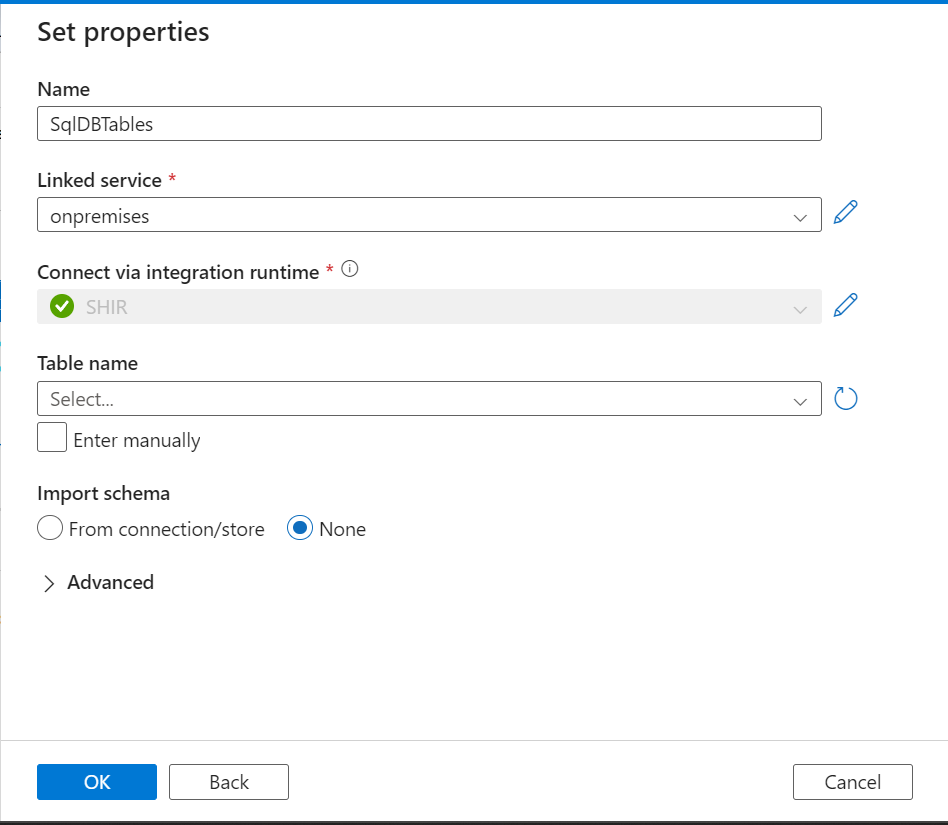 Set properties
Name
SqlDBTables
Linked service *
onpremises
Connect via integration runtime *
SHIR
Table name
Select...
Enter manually
Import schema
From connection/store None
Advanced
OK Back Cancel